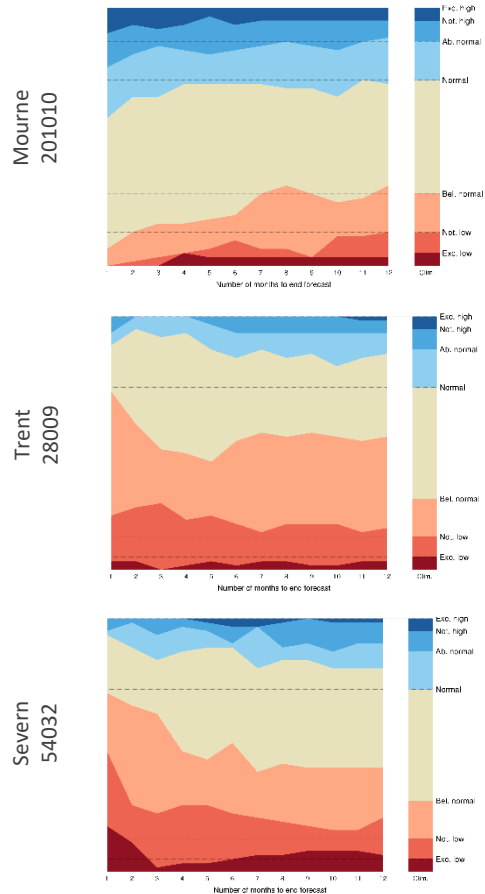 Mourne
201010
Exc. high
Not. high
Ab. normal
Normal
Bel. normal
Not. low
Exc. low
1 2 3 4 5 6 7 8 9 10 11 12 Clim.
Number of months to end forecast
Trent
28009
Exc. high
Not. high
Ab. normal
Normal
Bel. normal
Not. low
Exc. low
1 2 3 4 5 6 7 8 9 10 11 12 Clim.
Number of months to end forecast
Severn
54032
Exc. high
Not. high
Ab. normal
Normal
Bel. normal
Not. low
Exc. low
1 2 3 4 5 6 7 8 9 10 11 12 Clim.
Number of months to end forecast